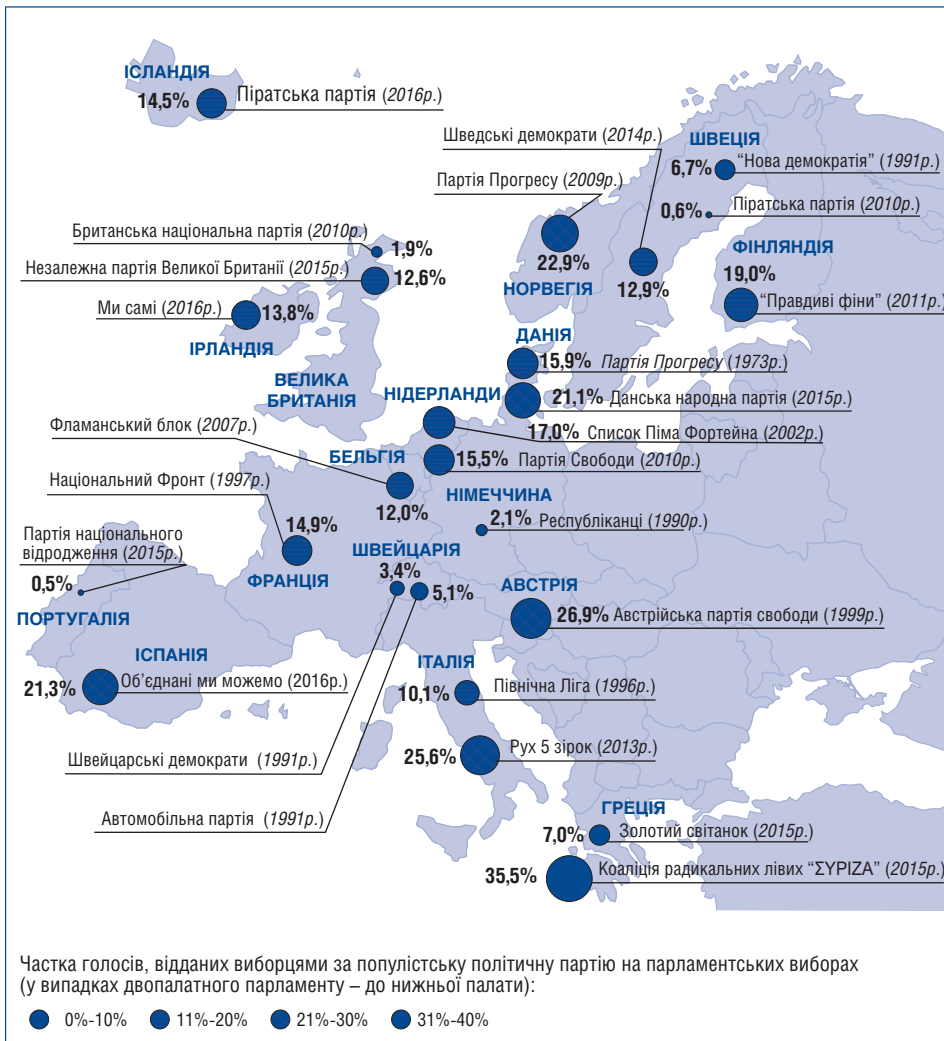 ІСЛАНДІЯ
14,5% Піратська партія (2016р.)
Шведські демократи (2014р.)
ШВЕЦІЯ
6,7% “Нова демократія” (1991р.)
Партія Прогресу (2009р.)
0,6% Піратська партія (2010р.)
Британська національна партія (2010р.)
1,9%
22,9%
НОРВЕГІЯ
12,9%
ФІНЛЯНДІЯ
19,0%
“Правдиві фіни” (2011р.)
Незалежна партія Великої Британії (2015р.) 12,6%
Ми самі (2016р.) 13,8%
ІРЛАНДІЯ
ВЕЛИКА
БРИТАНІЯ
ДАНІЯ
15,9% Партія Прогресу (1973р.)
21,1% Данська народна партія (2015р.)
НІДЕРЛАНДИ
17,0% Список Піма Фортейна (2002р.)
15,5% Партія Свободи (2010р.)
Фламанський блок (2007р.)
БЕЛЬГІЯ
12,0%
Національний Фронт (1997р.)
14,9%
ФРАНЦІЯ
НІМЕЧЧИНА
2,1% Республіканці (1990р.)
Партія національного
відродження (2015р.)
0,5%
ПОРТУГАЛІЯ
ШВЕЙЦАРІЯ
3,4%
5,1%
АВСТРІЯ
26,9% Австрійська партія свободи (1999р.)
ІСПАНІЯ
21,3% Об’єднані ми можемо (2016р.)
ІТАЛІЯ
10,1% Північна Ліга (1996р.)
25,6% Рух 5 зірок (2013р.)
Швейцарські демократи (1991р.)
Автомобільна партія (1991р.)
ГРЕЦІЯ
7,0% Золотий світанок (2015р.)
35,5% Коаліція радикальних лівих “ΣΥΡΙΖΑ” (2015р.)
Частка голосів, відданих виборцями за популістську політичну партію на парламентських виборах
(у випадках двопалатного парламенту – до нижньої палати):
0%-10% 11%-20% 21%-30% 31%-40%